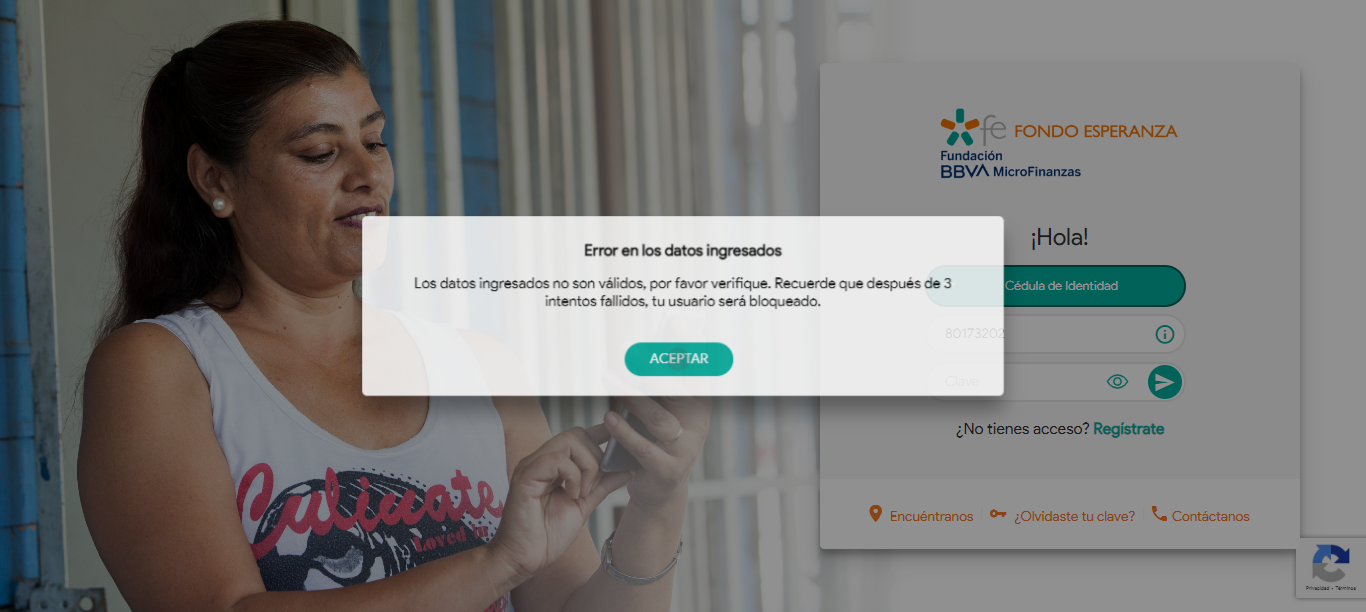 fe FONDO ESPERANZA
Fundación
BBVA MicroFinanzas
¡Hola!
Error en los datos ingresados
Los datos ingresados no son válidos, por favor verifique. Recuerde que después de 3
intentos fallidos, tu usuario será bloqueado.
ACEPTAR
Cédula de Identidad
80173202
Clave
¿No tienes acceso? Regístrate
Encuéntranos
¿Olvidaste tu clave?
Contáctanos
Cultivate
Loved
Privacidad - Términos